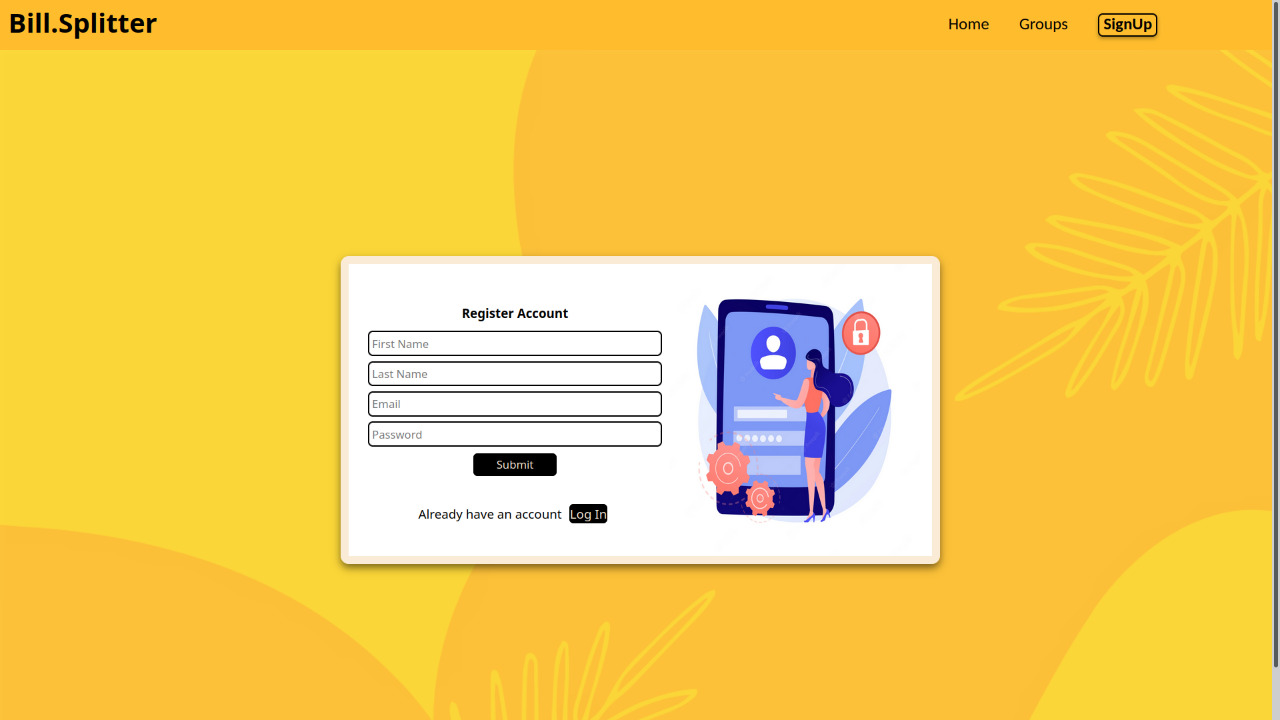 Bill.Splitter
Home
Groups
SignUp
Register Account
First Name
Last Name
Email
Password
Submit
Already have an account Log In